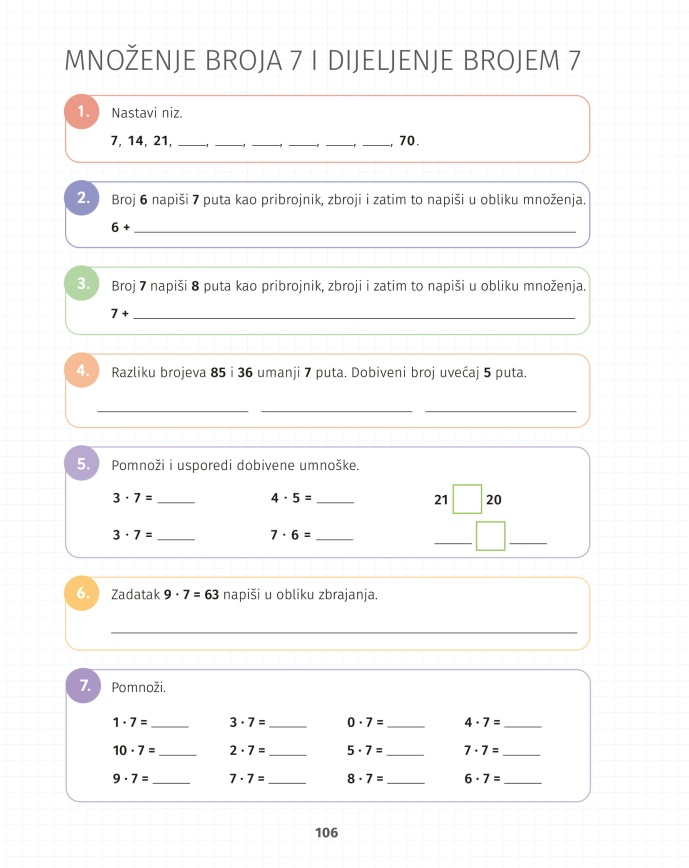 MNOŽENJE BROJA 7 I DIJELJENJE BROJEM 7
1.
Nastavi niz.
7, 14, 21, ____, ____, ____, ____, ____, ____, 70.
2.
Broj 6 napiši 7 puta kao pribrojnik, zbroji i zatim to napiši u obliku množenja.
6 + ____
3.
Broj 7 napiši 8 puta kao pribrojnik, zbroji i zatim to napiši u obliku množenja.
7 + ____
4.
Razliku brojeva 85 i 36 umanji 7 puta. Dobiveni broj uvećaj 5 puta.
5.
Pomnoži i usporedi dobivene umnoške.
3 · 7 = ____ 4 · 5 = ____ 21 20
3 · 7 = ____ 7 · 6 = ____ ____ ____
6.
Zadatak 9 · 7 = 63 napiši u obliku zbrajanja.
7.
Pomnoži.
1 · 7 = ____ 3 · 7 = ____ 0 · 7 = ____ 4 · 7 = ____
10 · 7 = ____ 2 · 7 = ____ 5 · 7 = ____ 7 · 7 = ____
9 · 7 = ____ 7 · 7 = ____ 8 · 7 = ____ 6 · 7 = ____
106